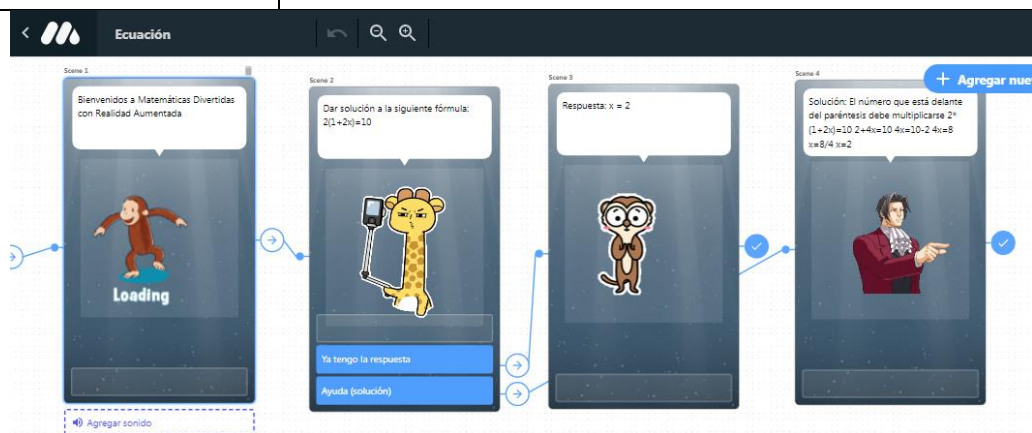 Ecuación
Scene 1
Bienvenidos a Matemáticas Divertidas
con Realidad Aumentada
Loading
Agregar sonido
Scene 2
Dar solución a la siguiente fórmula:
2(1+2x)=10
Ya tengo la respuesta
Ayuda (solución)
Scene 3
Respuesta: x = 2
Scene 4
+ Agregar nue
Solución: El número que está delante
del paréntesis debe multiplicarse 2*
(1+2x)=10 2+4x=10 4x=10-2 4x=8
x=8/4 x=2